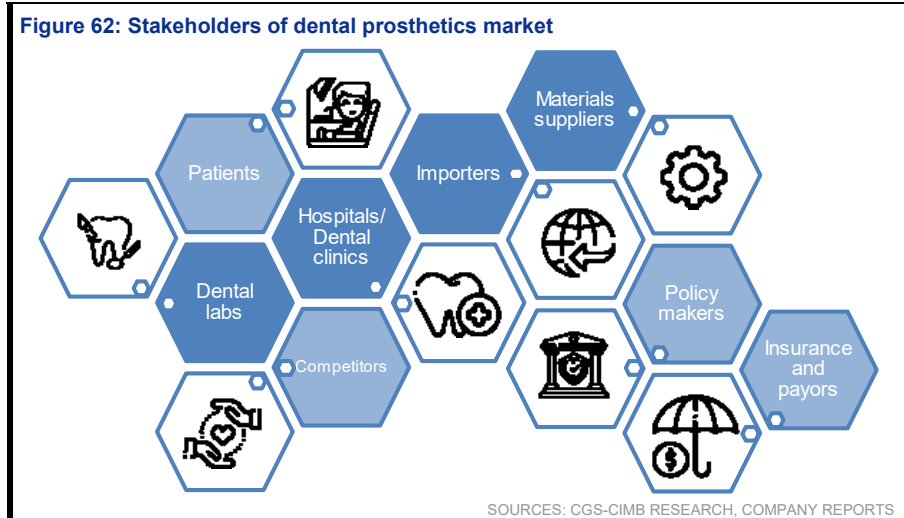 Figure 62: Stakeholders of dental prosthetics market
Materials
suppliers
Patients
Importers
Hospitals/
Dental
clinics
Dental
labs
Policy
makers
Competitors
Insurance
and
payors
$
SOURCES: CGS-CIMB RESEARCH, COMPANY REPORTS